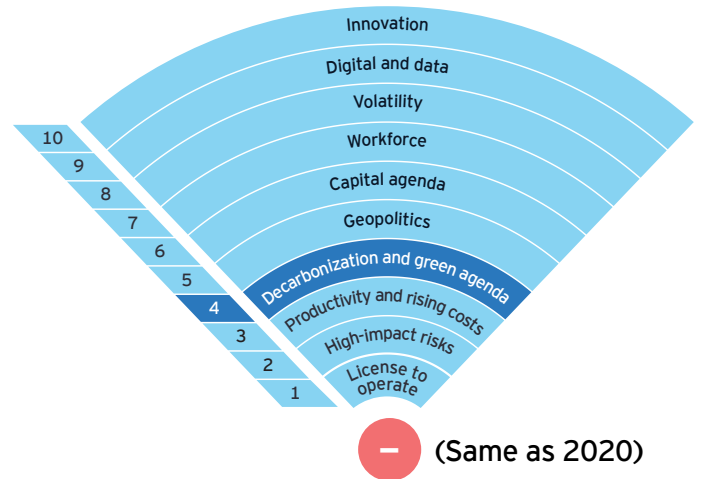 Innovation
Digital and data
Volatility
Workforce
Capital agenda
Geopolitics
Decarbonization and green agenda
Productivity and rising costs
High-impact risks
License to
operate
10
9
8
7
6
5
4
3
2
1
– (Same as 2020)